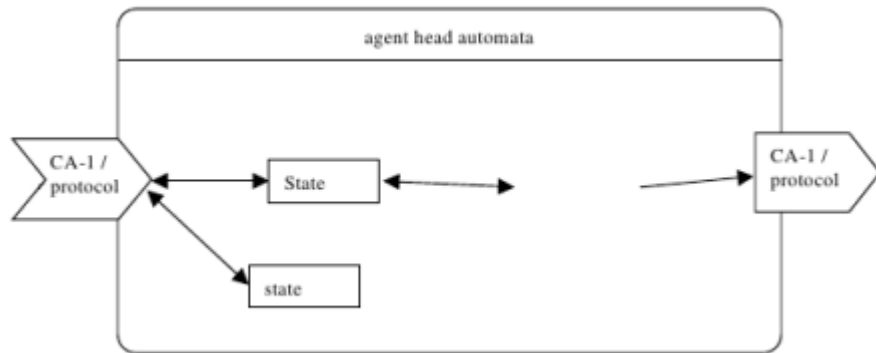 agent head automata
CA-1 /
protocol
State
CA-1 /
protocol
state